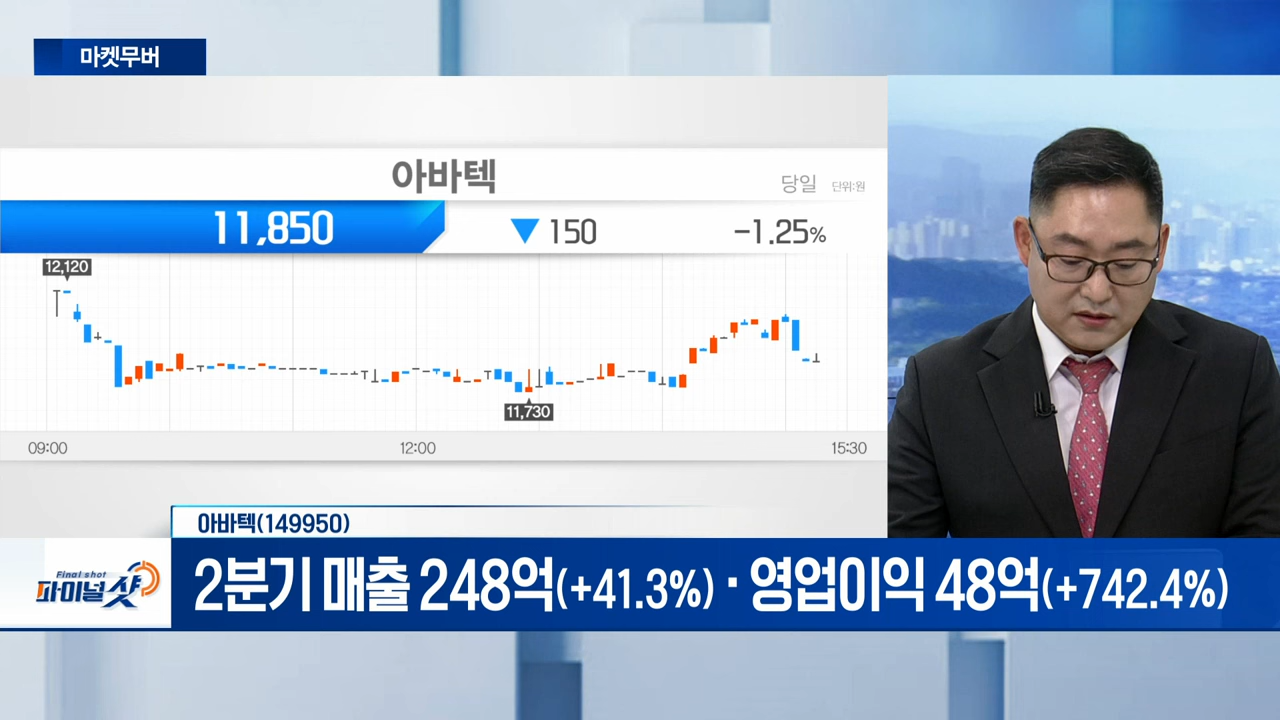 마켓무버
아바텍
당일 단위:원
11,850 ▼150 -1.25%
12,120
11,730
09:00 12:00 15:30
아바텍(149950)
Final shot
파이널샷
2분기 매출 248억(+41.3%)·영업이익 48억(+742.4%)